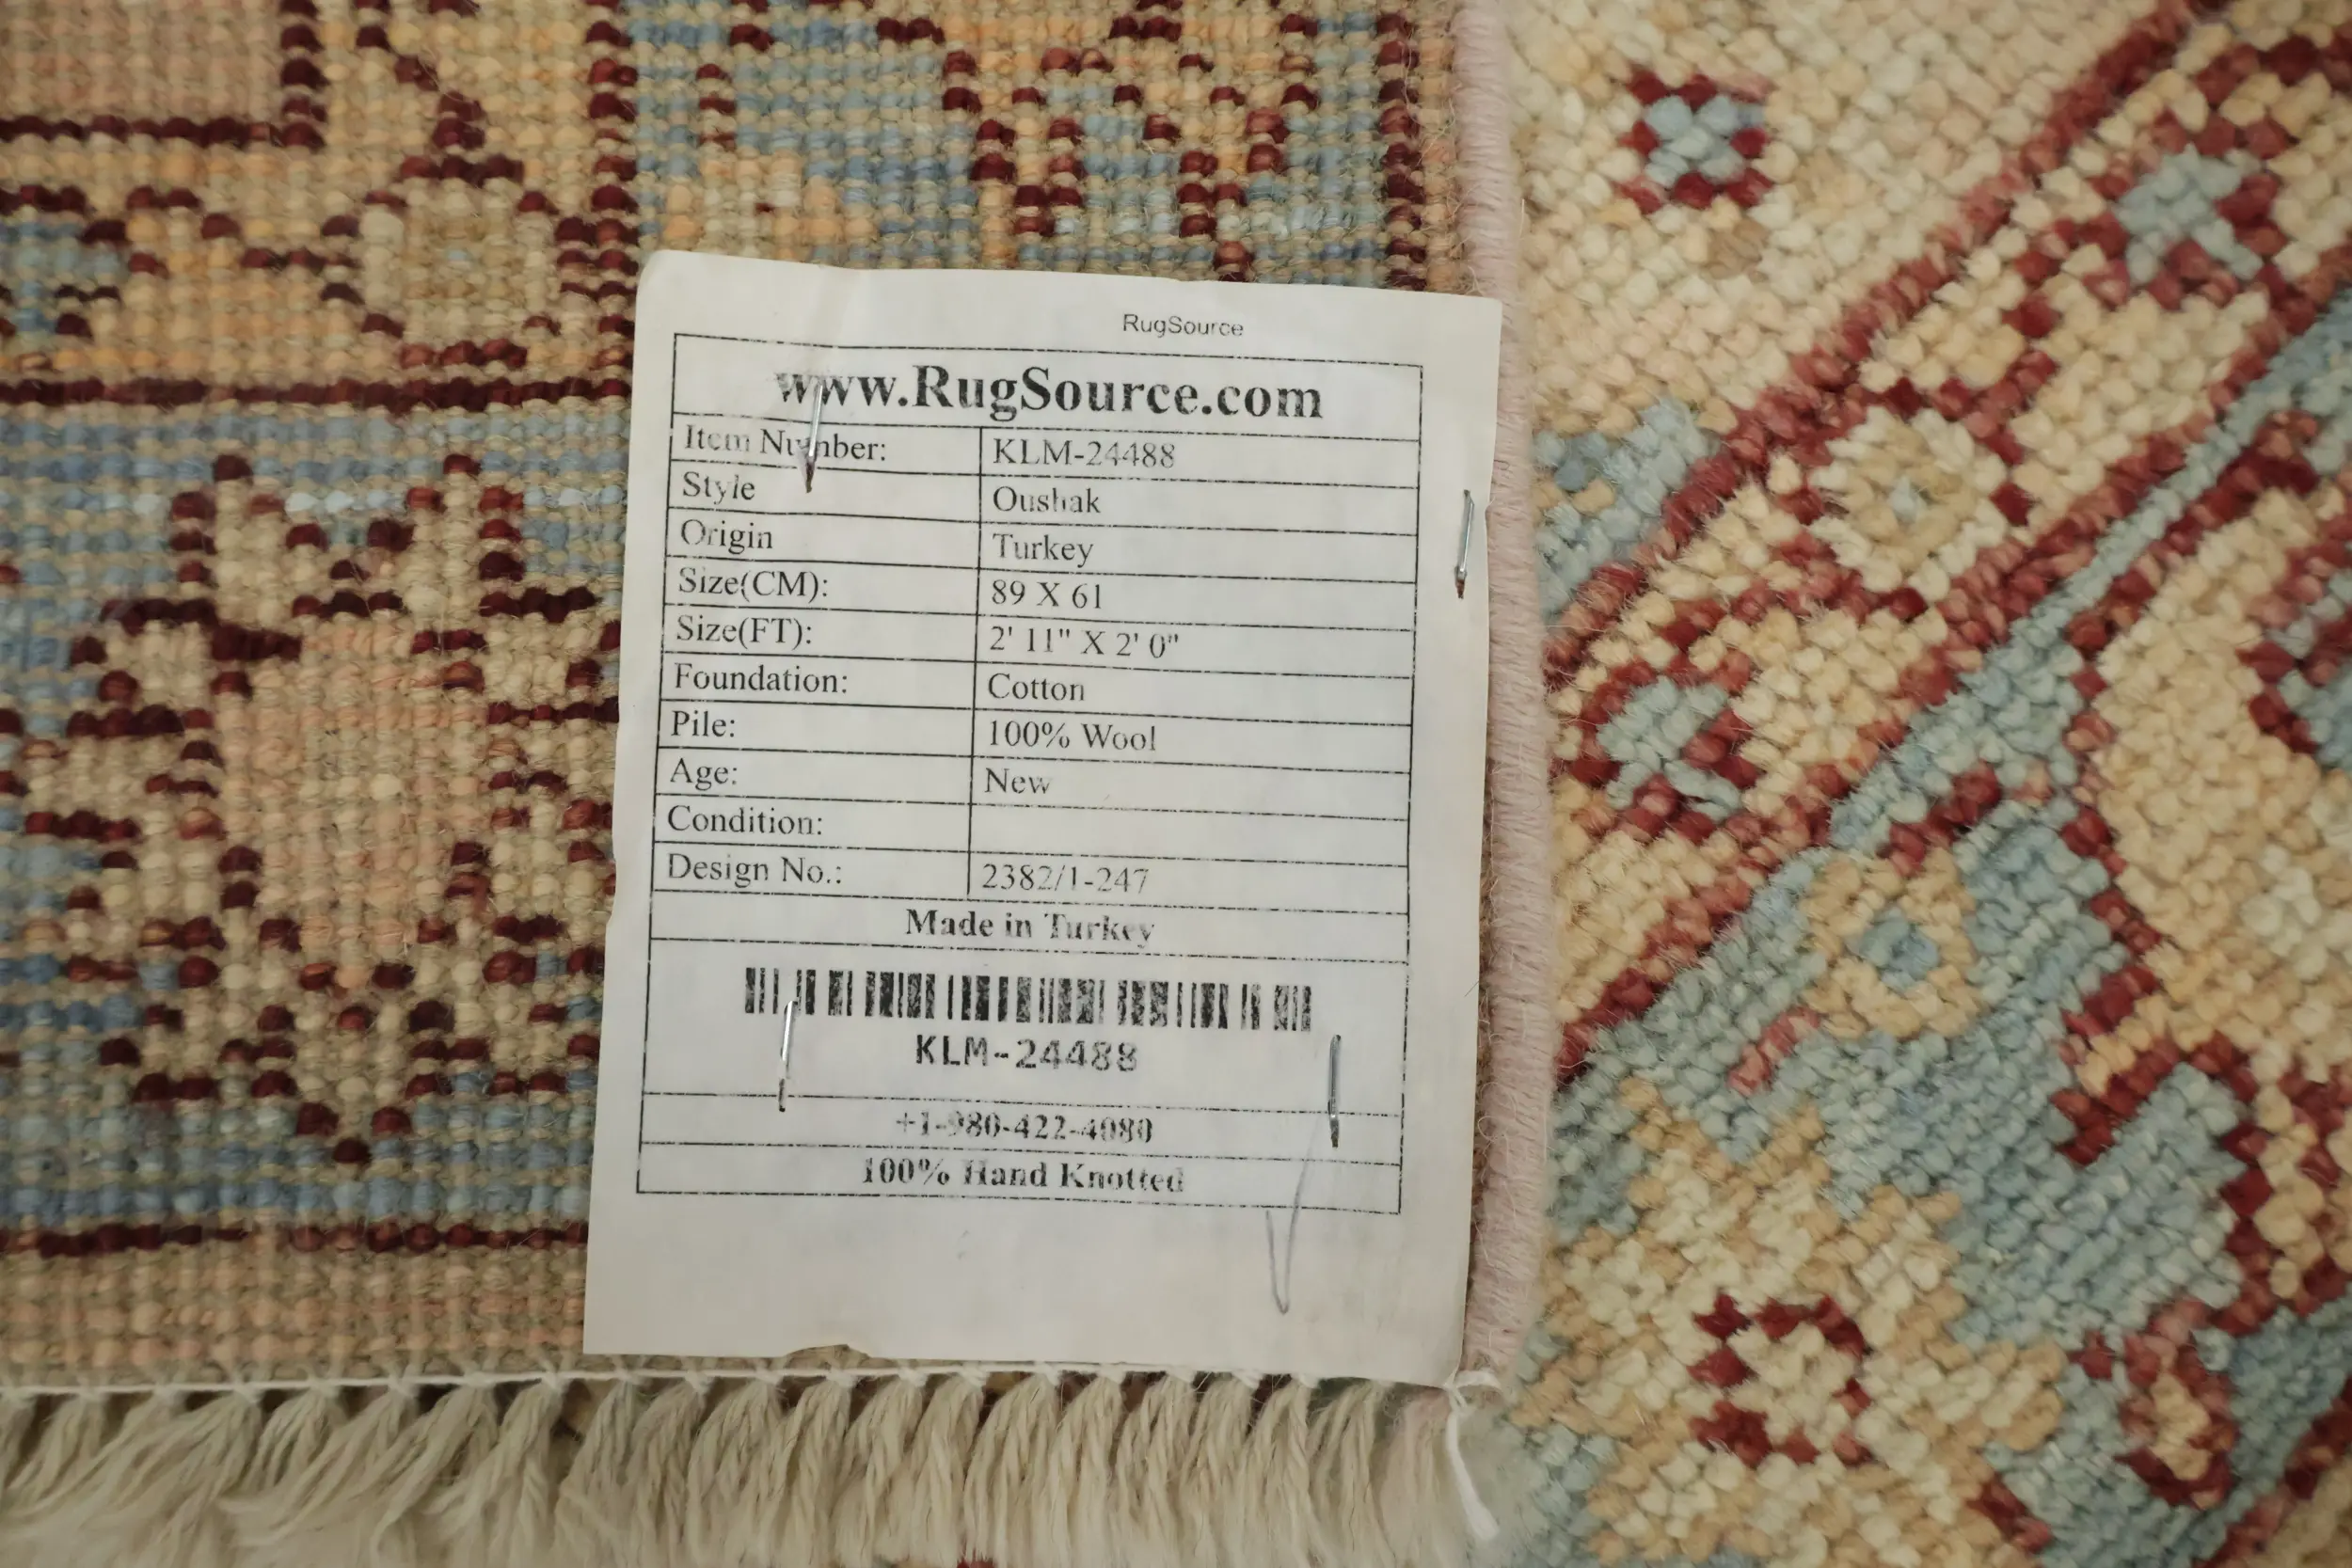 RugSource
www.RugSource.com
Item Number: KLM-24488
Style Oushak
Origin Turkey
Size(CM): 89 X 61
Size(FT): 2' 11" X 2' 0"
Foundation: Cotton
Pile: 100% Wool
Age: New
Condition:
Design No.: 2382/1-247
Made in Turkey
KLM-24488
+1-980-422-4080
100% Hand Knotted